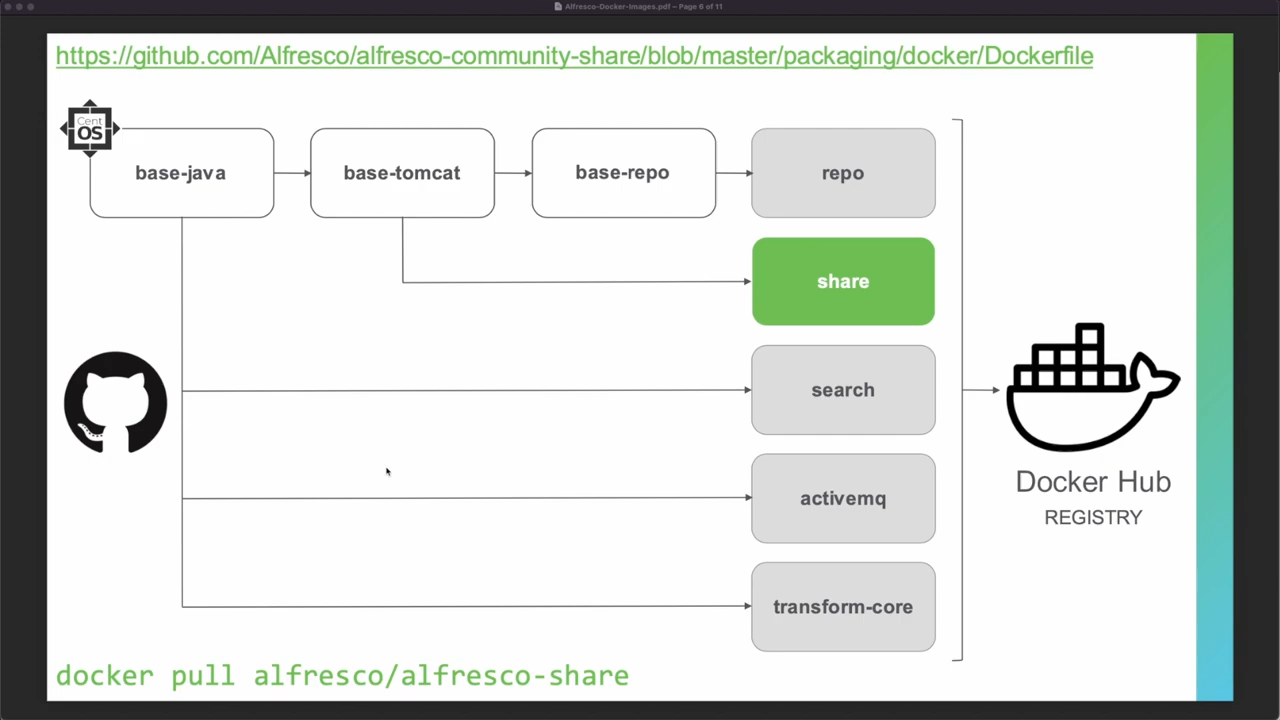 Alfresco-Docker-Images.pdf – Page 6 of 11
https://github.com/Alfresco/alfresco-community-share/blob/master/packaging/docker/Dockerfile
Cent
OS
base-java
base-tomcat
base-repo
repo
share
search
activemq
transform-core
Docker Hub
REGISTRY
docker pull alfresco/alfresco-share